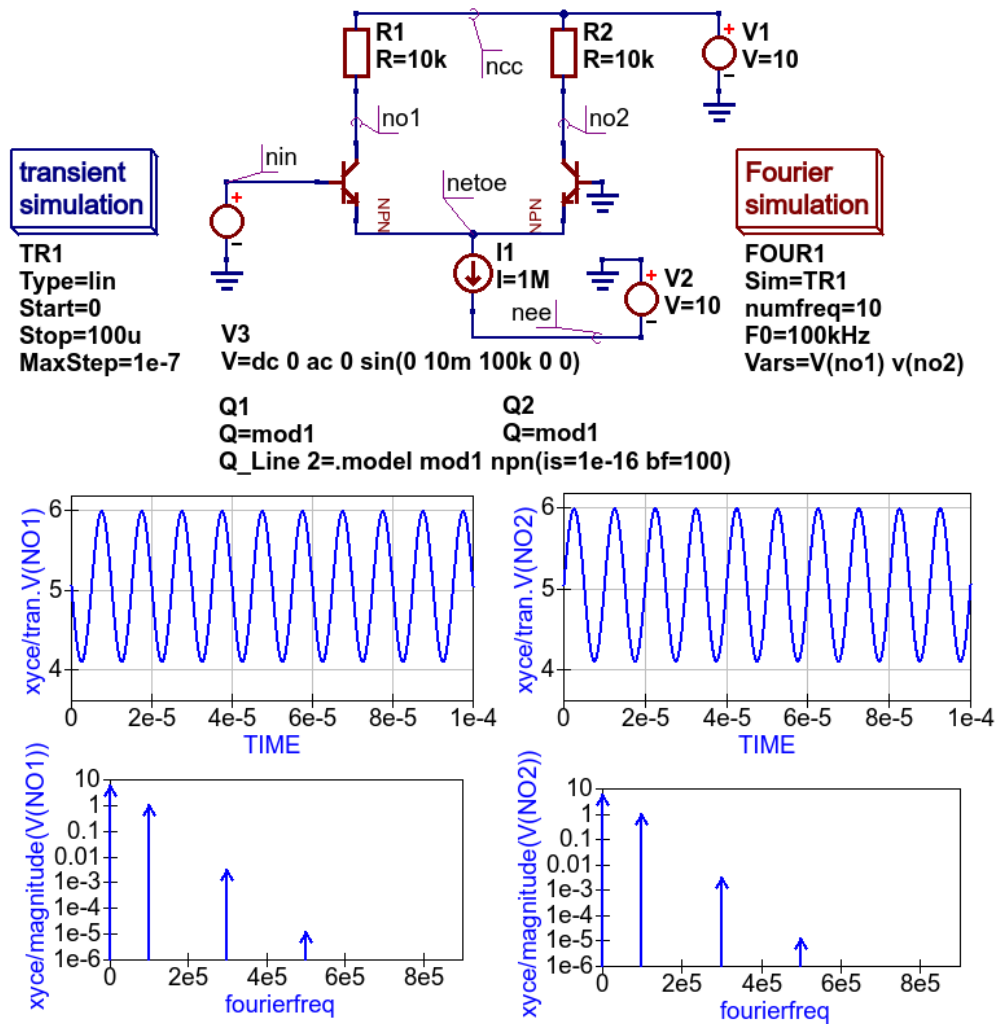 R1
R=10k
R2
R=10k
+
V1
V=10
-
ncc
no1
no2
transient
simulation
nin
netoe
Fourier
simulation
+
-
NPN
NPN
TR1
Type=lin
Start=0
Stop=100u
MaxStep=1e-7
I1
I=1M
+
V2
V=10
-
nee
FOUR1
Sim=TR1
numfreq=10
F0=100kHz
Vars=V(no1) v(no2)
V3
V=dc 0 ac 0 sin(0 10m 100k 0 0)
Q1
Q=mod1
Q_Line 2=.model mod1 npn(is=1e-16 bf=100)
Q2
Q=mod1
xyce/tran.V(NO1)
6
5
4
0
2e-5
4e-5
6e-5
8e-5
1e-4
TIME
xyce/tran.V(NO2)
6
5
4
0
2e-5
4e-5
6e-5
8e-5
1e-4
TIME
xyce/magnitude(V(NO1))
10
1
0.1
0.01
1e-3
1e-4
1e-5
1e-6
0
2e5
4e5
6e5
8e5
fourierfreq
xyce/magnitude(V(NO2))
10
1
0.1
0.01
1e-3
1e-4
1e-5
1e-6
0
2e5
4e5
6e5
8e5
fourierfreq